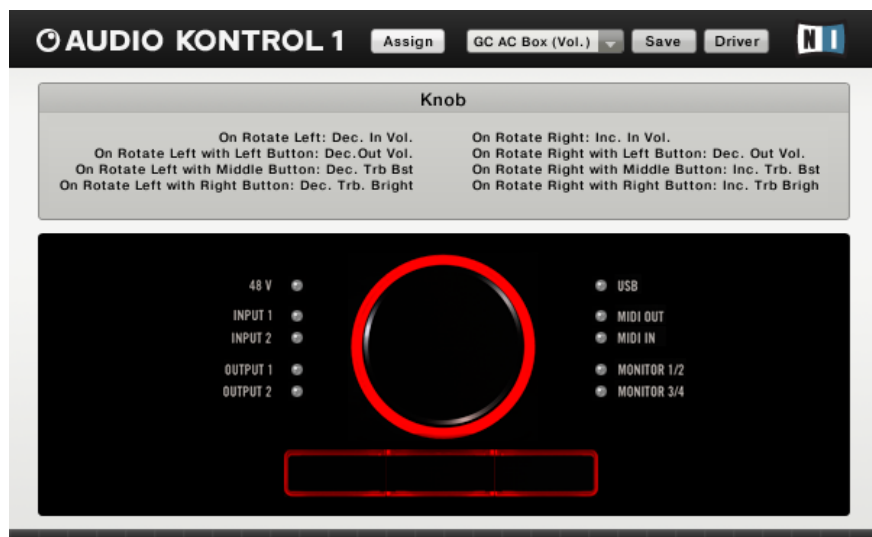 AUDIO KONTROL 1
Assign
GC AC Box (Vol.)
Save
Driver
NI
Knob
On Rotate Left: Dec. In Vol.
On Rotate Left with Left Button: Dec.Out Vol.
On Rotate Left with Middle Button: Dec. Trb Bst
On Rotate Left with Right Button: Dec. Trb. Bright
On Rotate Right: Inc. In Vol.
On Rotate Right with Left Button: Dec. Out Vol.
On Rotate Right with Middle Button: Inc. Trb. Bst
On Rotate Right with Right Button: Inc. Trb Brigh
48 V
INPUT 1
INPUT 2
OUTPUT 1
OUTPUT 2
USB
MIDI OUT
MIDI IN
MONITOR 1/2
MONITOR 3/4